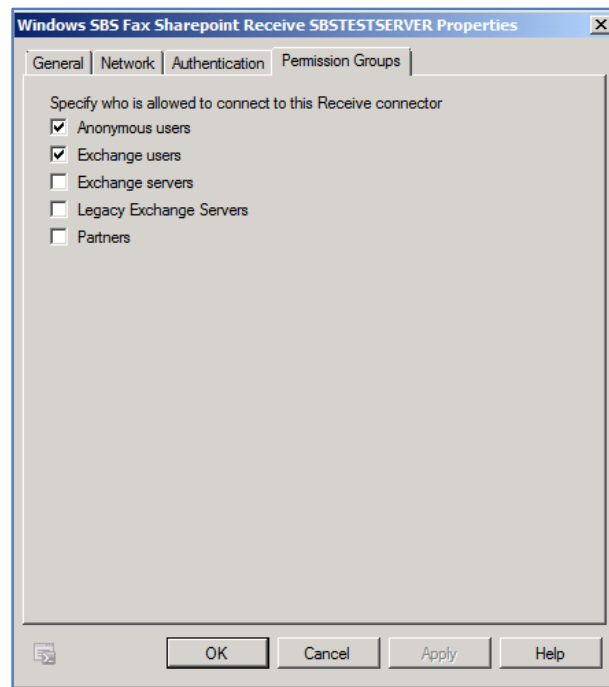 Windows SBS Fax Sharepoint Receive SBSTESTSERVER Properties
General Network Authentication Permission Groups
Specify who is allowed to connect to this Receive connector
Anonymous users
Exchange users
Exchange servers
Legacy Exchange Servers
Partners
OK Cancel Apply Help